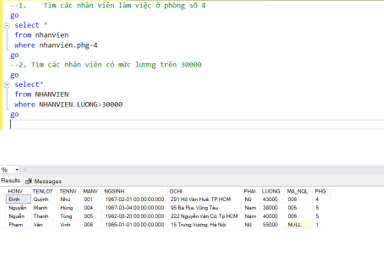 --1. Tìm các nhân viên làm việc ở phòng số 4
go
select *
from nhanvien
where nhanvien.phg=4
go
--2. Tìm các nhân viên có mức lương trên 30000
go
select*
from NHANVIEN
where NHANVIEN.LUONG>30000
go
%
Results Messages
HONV TENLOT TENNV MANV NGSINH DCHI PHAI LUONG MA_NQL PHG
Đinh Quỳnh Như 001 1967-02-01 00:00:00.000 291 Hồ Văn Huê, TP HCM Nữ 43000 006 4
Nguyễn Mạnh Hùng 004 1967-03-04 00:00:00.000 95 Bà Rịa, Vũng Tàu Nam 38000 005 5
Nguễn Thanh Tùng 005 1962-08-20 00:00:00.000 222 Nguyễn Văn Cừ, Tp HCM Nam 40000 006 5
Phạm Văn Vinh 006 1965-01-01 00:00:00.000 15 Trưng Vương, Hà Nội Nữ 55000 NULL 1